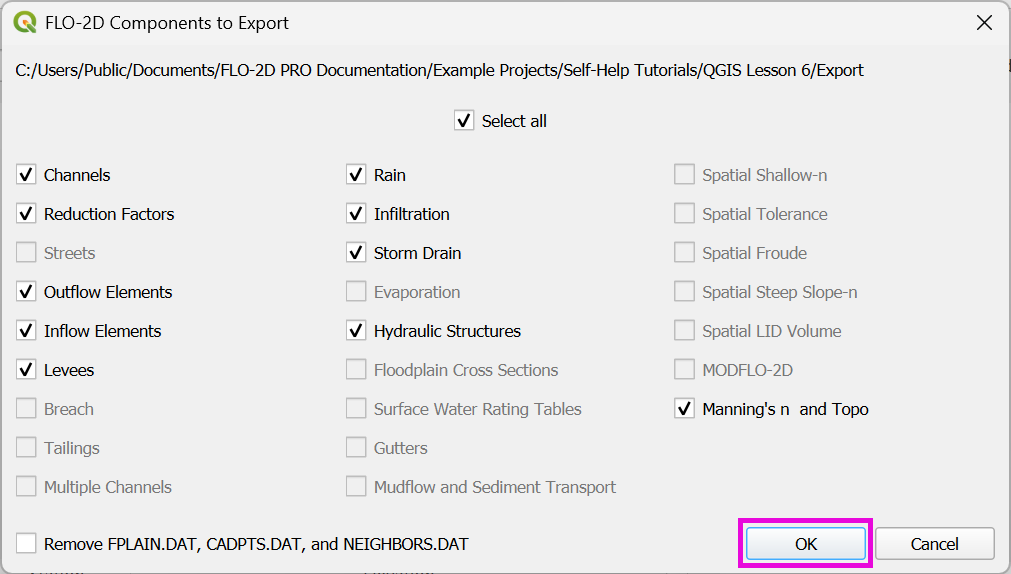 FLO-2D Components to Export
C:/Users/Public/Documents/FLO-2D PRO Documentation/Example Projects/Self-Help Tutorials/QGIS Lesson 6/Export
Select all
Channels Rain Spatial Shallow-n
Reduction Factors Infiltration Spatial Tolerance
Streets Storm Drain Spatial Froude
Outflow Elements Evaporation Spatial Steep Slope-n
Inflow Elements Hydraulic Structures Spatial LID Volume
Levees Floodplain Cross Sections MODFLO-2D
Breach Surface Water Rating Tables Manning's n and Topo
Tailings Gutters
Multiple Channels Mudflow and Sediment Transport
Remove FPLAIN.DAT, CADPTS.DAT, and NEIGHBORS.DAT OK Cancel